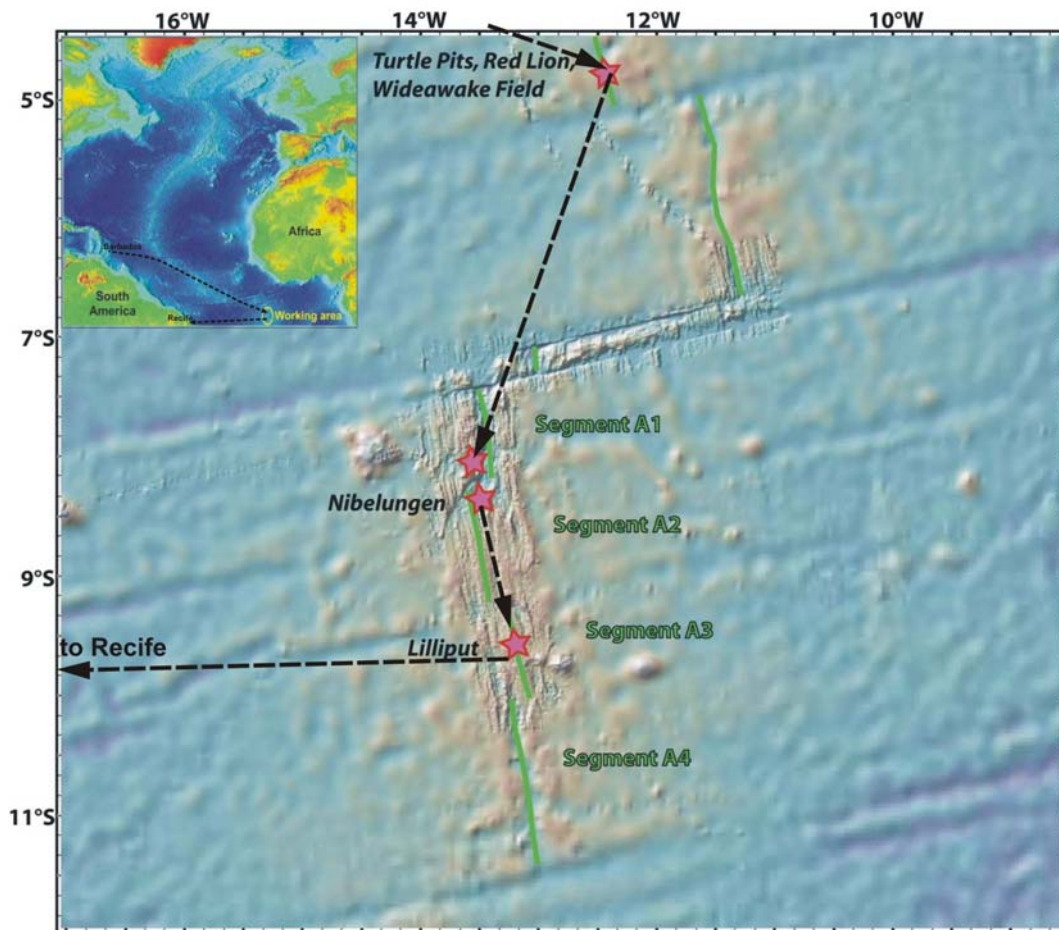 16°W
14°W
12°W
10°W
Turtle Pits, Red Lion,
Wideawake Field
5°S
Africa
Barbados
South
America
Recife
Working area
7°S
Segment A1
Nibelungen
Segment A2
9°S
Segment A3
to Recife
Lilliput
Segment A4
11°S